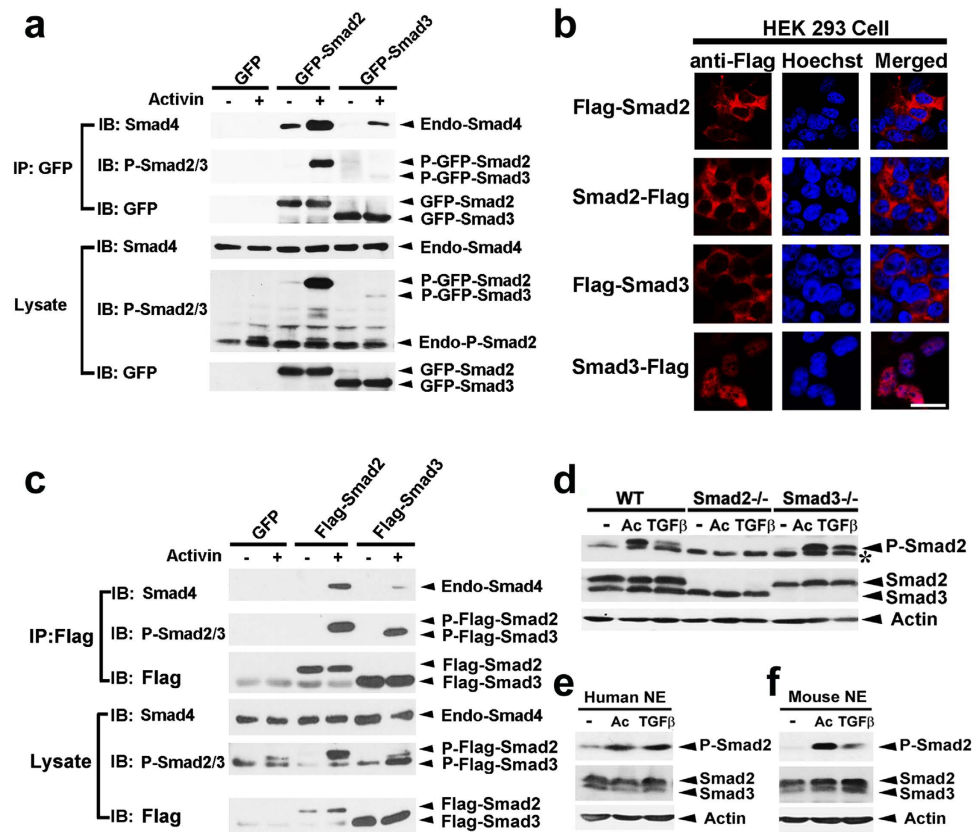 a
GFP
GFP-Smad2
GFP-Smad3
Activin - + - + - +
IP: GFP
IB: Smad4
Endo-Smad4
IB: P-Smad2/3
P-GFP-Smad2
P-GFP-Smad3
IB: GFP
GFP-Smad2
GFP-Smad3
Lysate
IB: Smad4
Endo-Smad4
IB: P-Smad2/3
P-GFP-Smad2
P-GFP-Smad3
Endo-P-Smad2
IB: GFP
GFP-Smad2
GFP-Smad3
b
HEK 293 Cell
anti-Flag Hoechst Merged
Flag-Smad2
Smad2-Flag
Flag-Smad3
Smad3-Flag
c
GFP
Flag-Smad2
Flag-Smad3
Activin - + - + - +
IP:Flag
IB: Smad4
Endo-Smad4
IB: P-Smad2/3
P-Flag-Smad2
P-Flag-Smad3
IB: Flag
Flag-Smad2
Flag-Smad3
Lysate
IB: Smad4
Endo-Smad4
IB: P-Smad2/3
P-Flag-Smad2
P-Flag-Smad3
IB: Flag
Flag-Smad2
Flag-Smad3
d
WT Smad2-/- Smad3-/-
- Ac TGFβ - Ac TGFβ - Ac TGFβ
P-Smad2
*
Smad2
Smad3
Actin
e
Human NE
- Ac TGFβ
P-Smad2
Smad2
Smad3
Actin
f
Mouse NE
- Ac TGFβ
P-Smad2
Smad2
Smad3
Actin